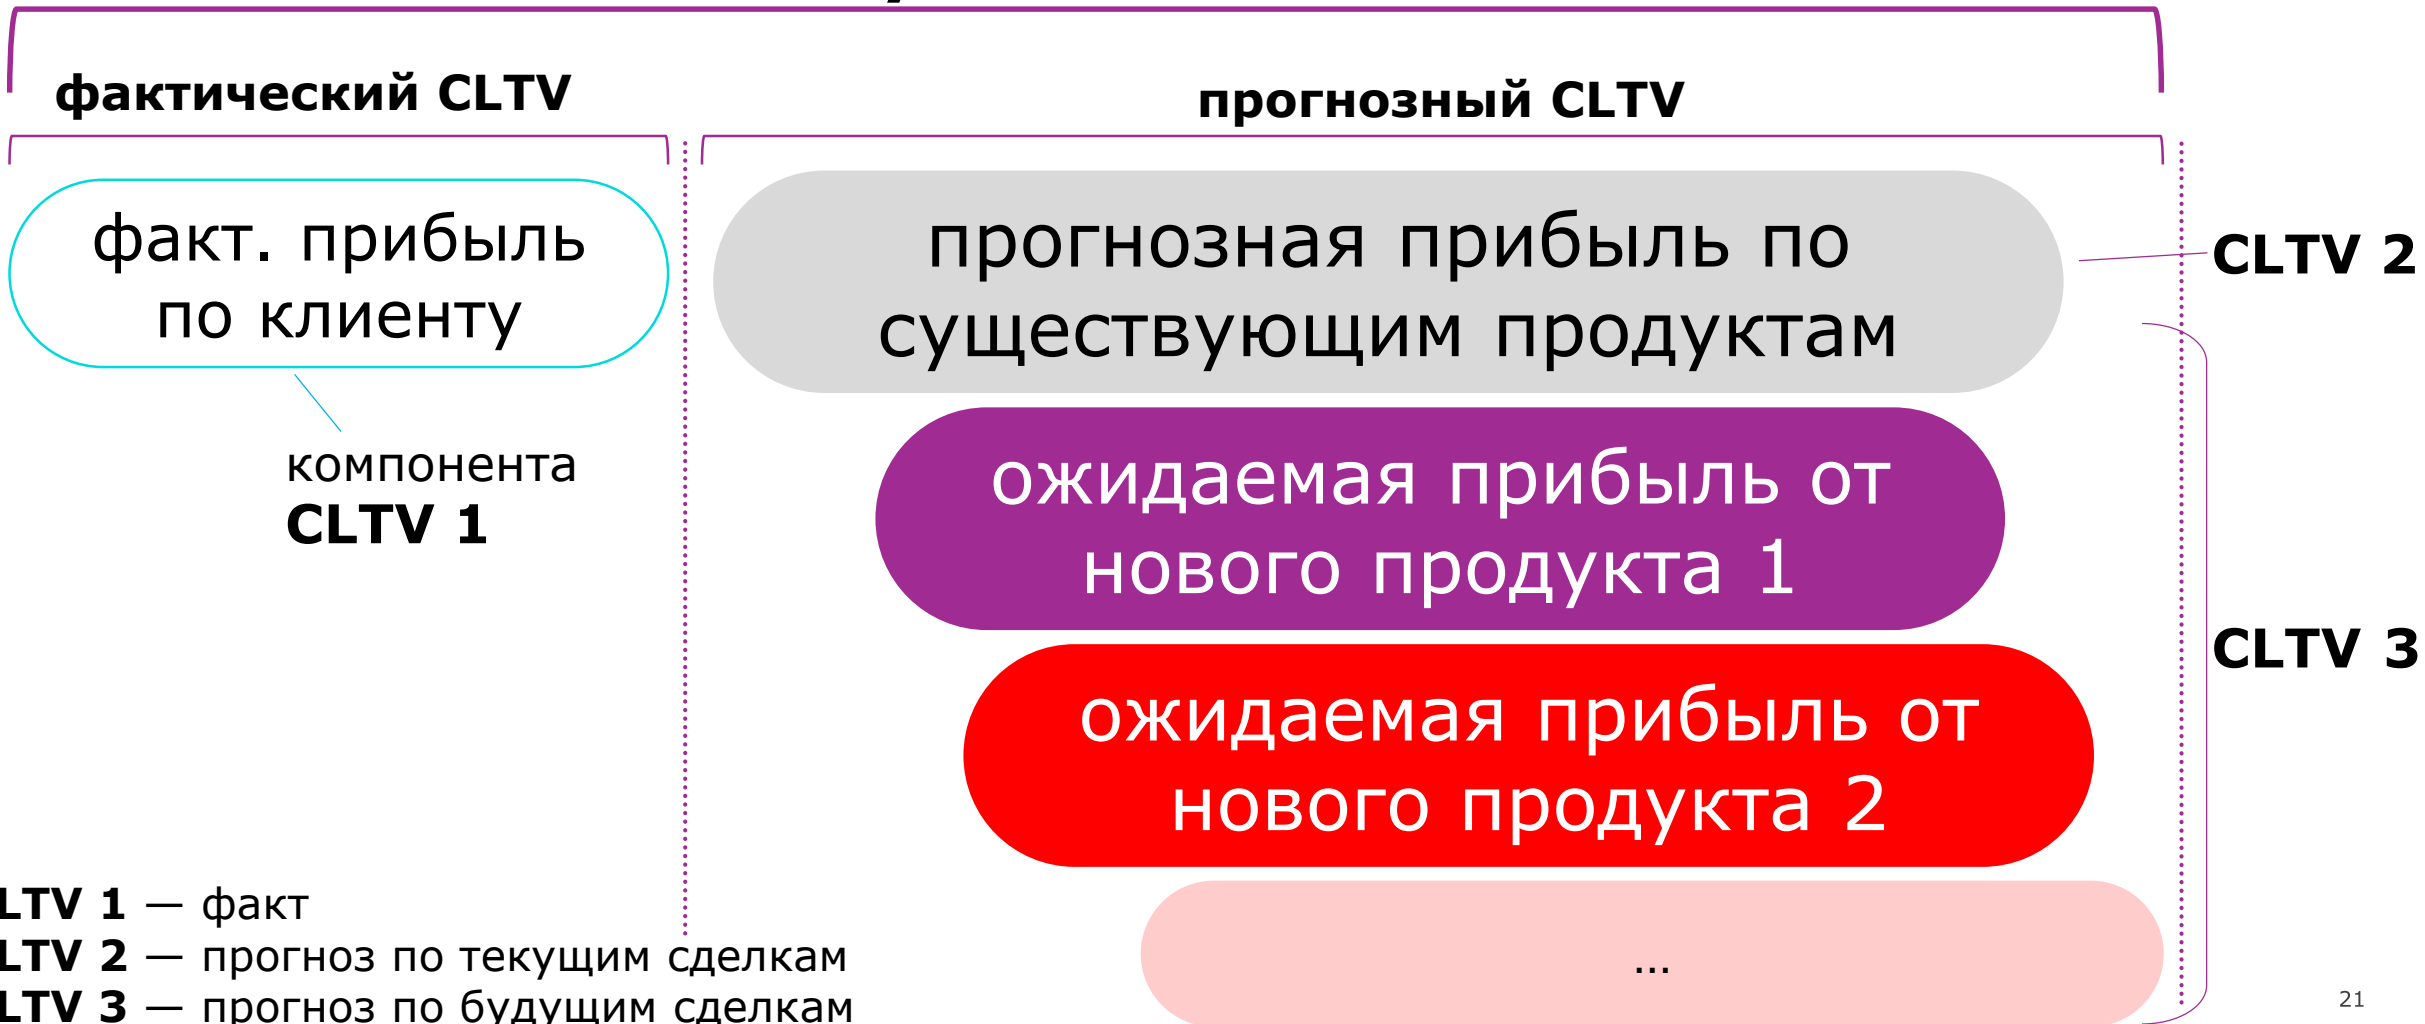 фактический CLTV
прогнозный CLTV
факт. прибыль
по клиенту
прогнозная прибыль по
существующим продуктам
CLTV 2
компонента
CLTV 1
ожидаемая прибыль от
нового продукта 1
CLTV 3
ожидаемая прибыль от
нового продукта 2
...
LTV 1 — факт
LTV 2 — прогноз по текущим сделкам
LTV 3 — прогноз по будущим сделкам
21